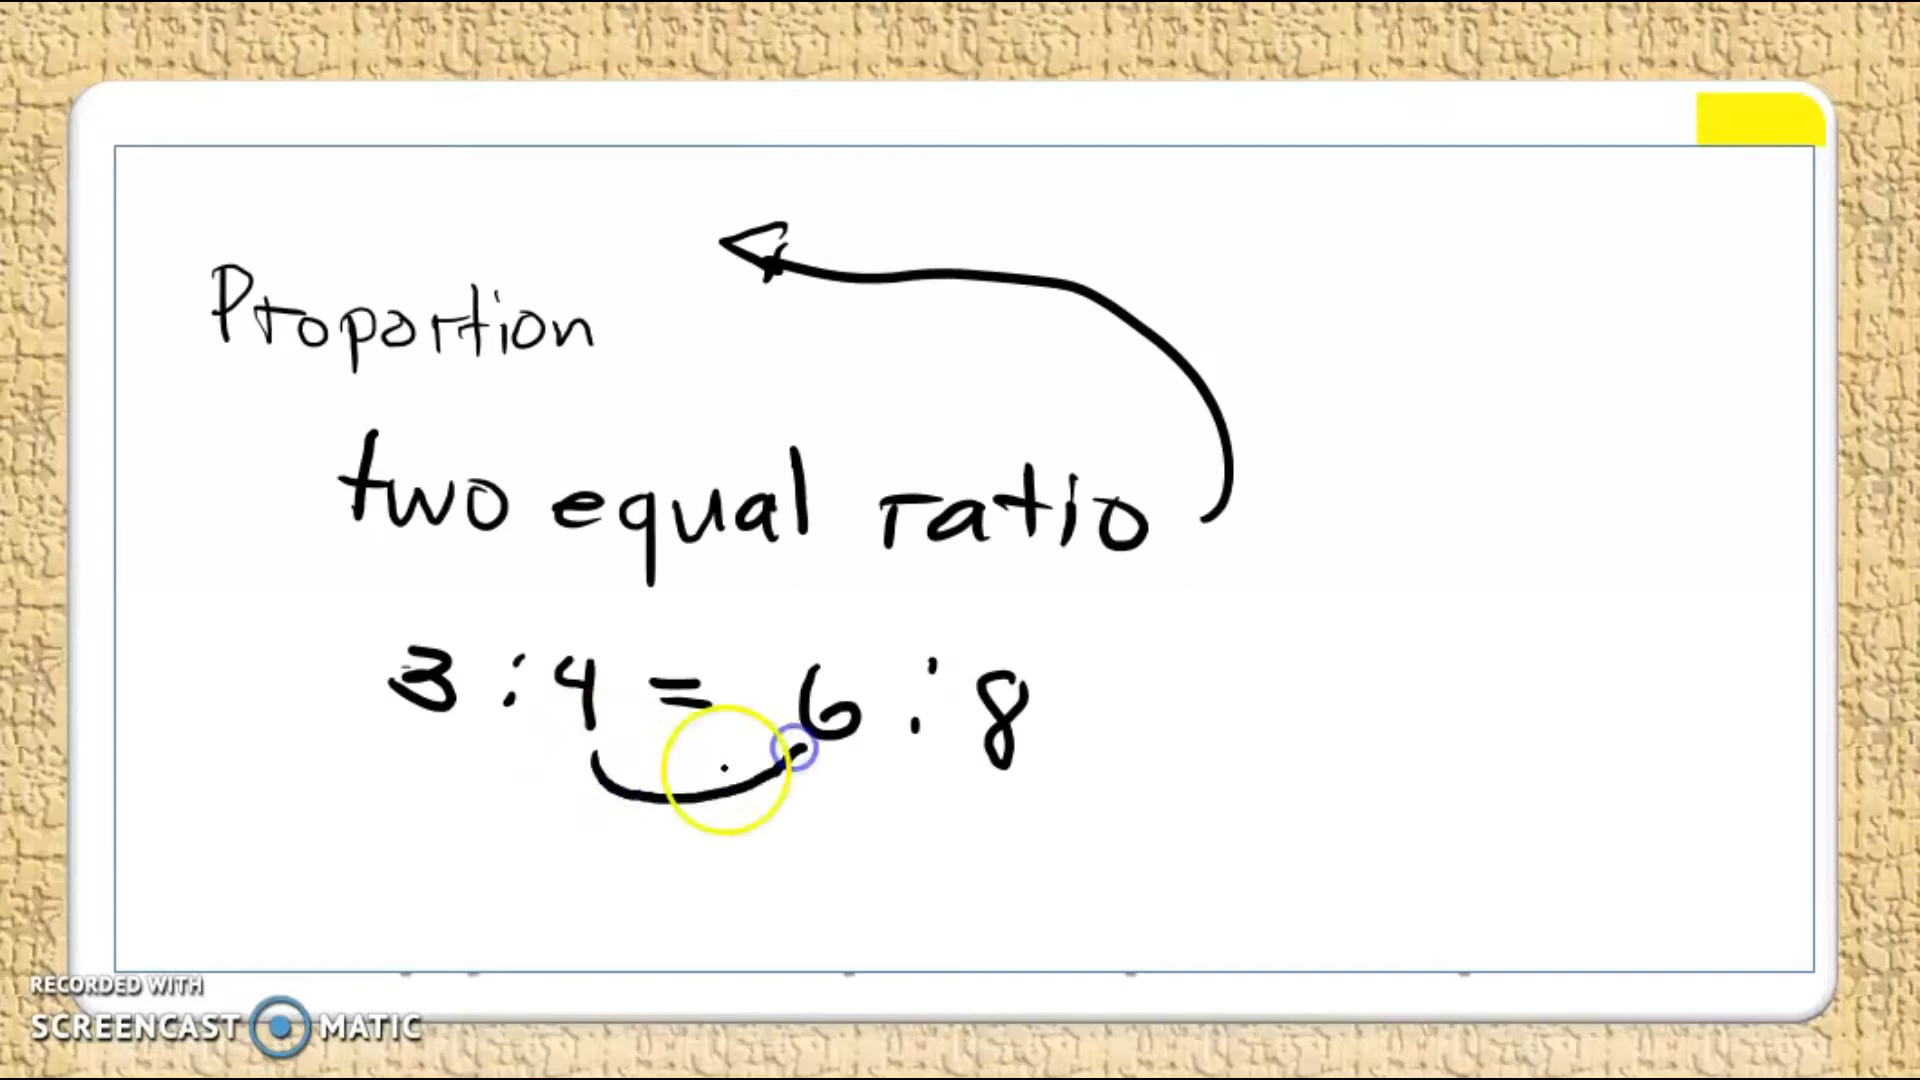 Proportion
two equal ratio
3 : 4 = 6 : 8
RECORDED WITH
SCREENCAST MATIC